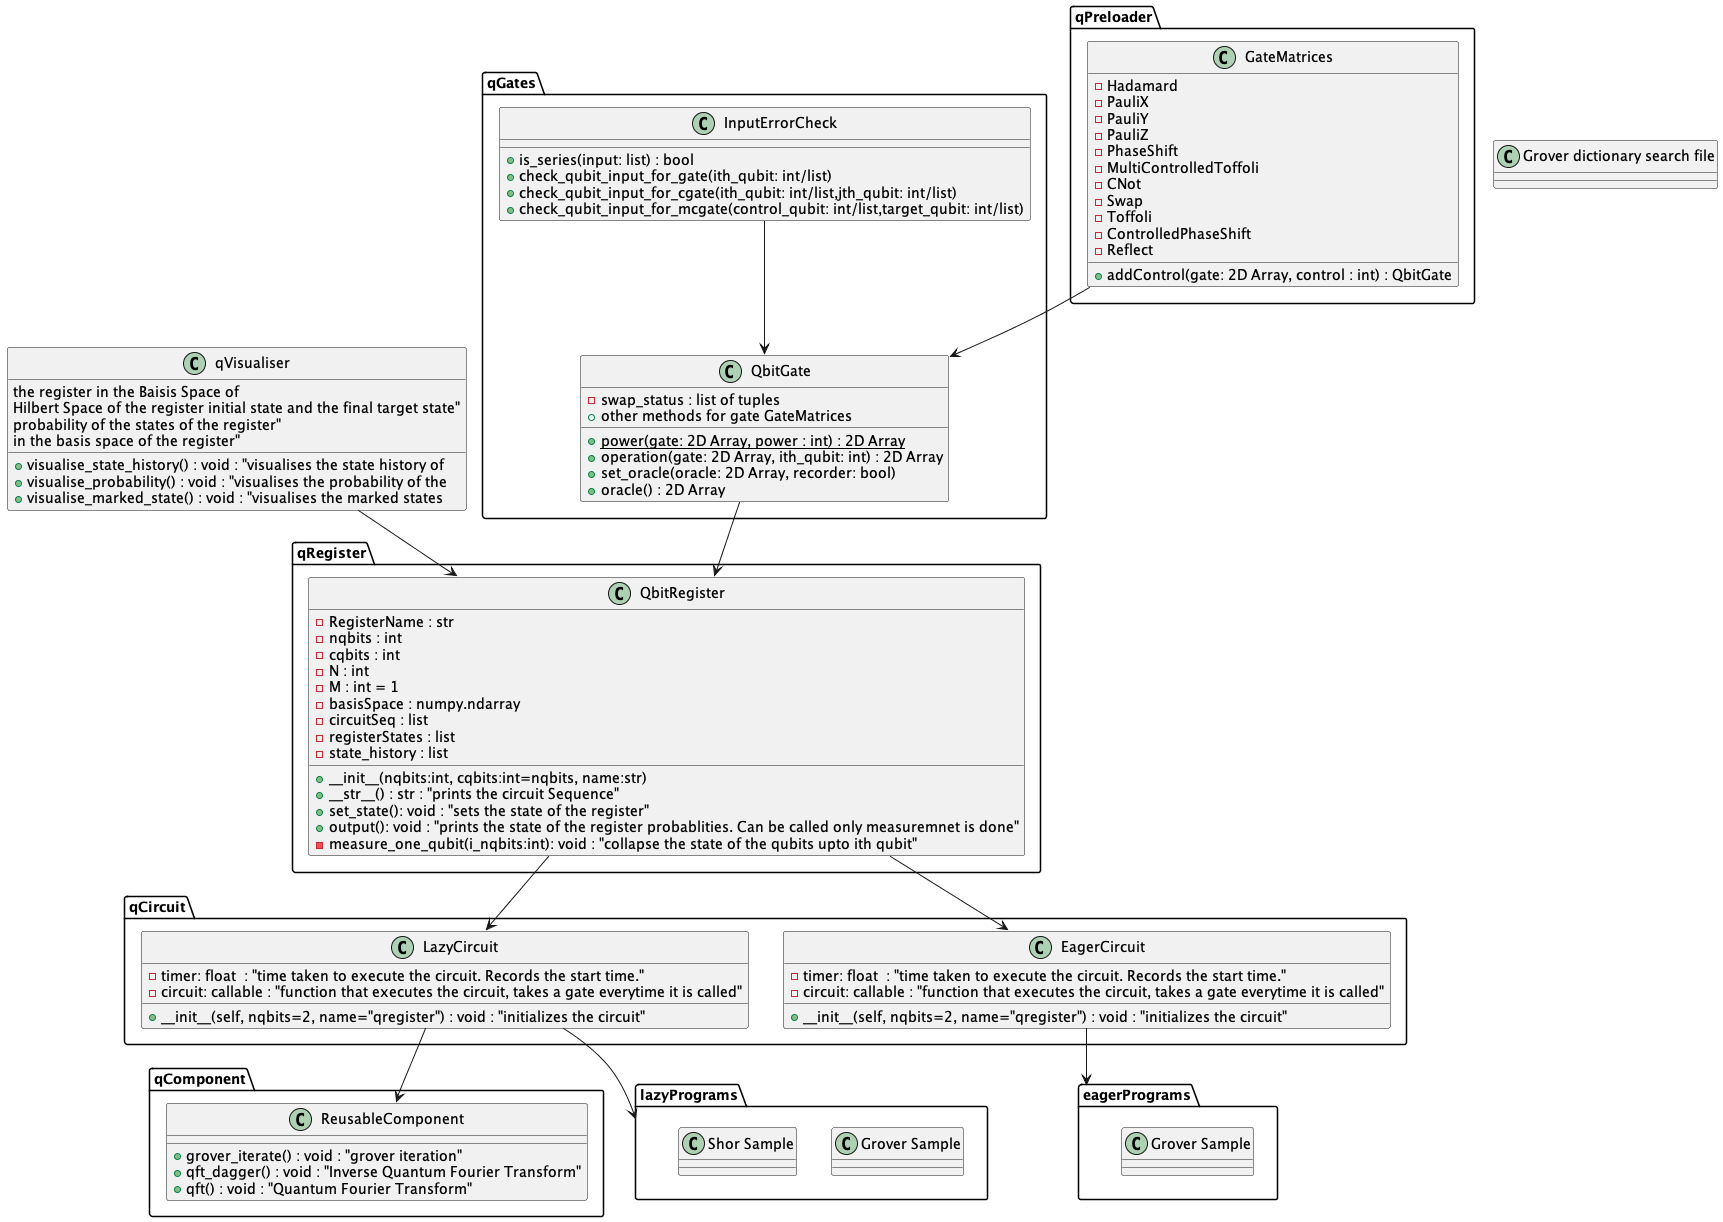 qPreloader
C GateMatrices
Hadamard
PauliX
PauliY
PauliZ
PhaseShift
MultiControlledToffoli
CNot
Swap
Toffoli
ControlledPhaseShift
Reflect
addControl(gate: 2D Array, control : int) : QbitGate
qGates
C InputErrorCheck
is_series(input: list) : bool
check_qubit_input_for_gate(ith_qubit: int/list)
check_qubit_input_for_cgate(ith_qubit: int/list,jth_qubit: int/list)
check_qubit_input_for_mcgate(control_qubit: int/list,target_qubit: int/list)
C Grover dictionary search file
C qVisualiser
the register in the Baisis Space of
Hilbert Space of the register initial state and the final target state"
probability of the states of the register"
in the basis space of the register"
visualise_state_history() : void : "visualises the state history of
visualise_probability() : void : "visualises the probability of the
visualise_marked_state() : void : "visualises the marked states
C QbitGate
swap_status : list of tuples
other methods for gate GateMatrices
power(gate: 2D Array, power : int) : 2D Array
operation(gate: 2D Array, ith_qubit: int) : 2D Array
set_oracle(oracle: 2D Array, recorder: bool)
oracle() : 2D Array
qRegister
C QbitRegister
RegisterName : str
nqbits : int
cqbits : int
N : int
M : int = 1
basisSpace : numpy.ndarray
circuitSeq : list
registerStates : list
state_history : list
__init__(nqbits:int, cqbits:int=nqbits, name:str)
__str__() : str : "prints the circuit Sequence"
set_state(): void : "sets the state of the register"
output(): void : "prints the state of the register probablities. Can be called only measuremnet is done"
measure_one_qubit(i_nqbits:int): void : "collapse the state of the qubits upto ith qubit"
qCircuit
C LazyCircuit
timer: float  : "time taken to execute the circuit. Records the start time."
circuit: callable : "function that executes the circuit, takes a gate everytime it is called"
__init__(self, nqbits=2, name="qregister") : void : "initializes the circuit"
C EagerCircuit
timer: float  : "time taken to execute the circuit. Records the start time."
circuit: callable : "function that executes the circuit, takes a gate everytime it is called"
__init__(self, nqbits=2, name="qregister") : void : "initializes the circuit"
qComponent
C ReusableComponent
grover_iterate() : void : "grover iteration"
qft_dagger() : void : "Inverse Quantum Fourier Transform"
qft() : void : "Quantum Fourier Transform"
lazyPrograms
C Shor Sample
C Grover Sample
eagerPrograms
C Grover Sample